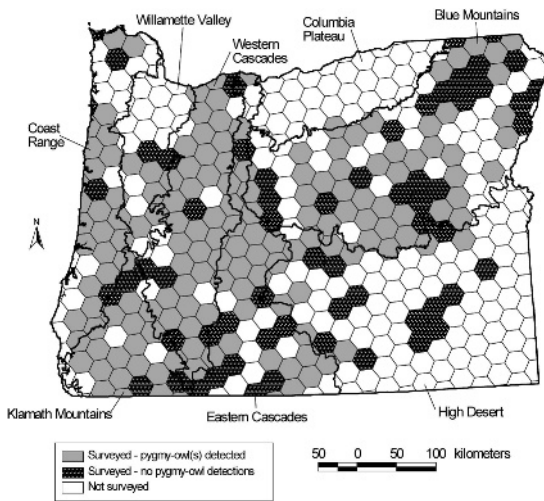 Willamette Valley
Western
Cascades
Columbia
Plateau
Blue Mountains
Coast
Range
N
Klamath Mountains
Eastern Cascades
High Desert
Surveyed - pygmy-owl(s) detected
Surveyed - no pygmy-owl detections
Not surveyed
50 0 50 100 kilometers